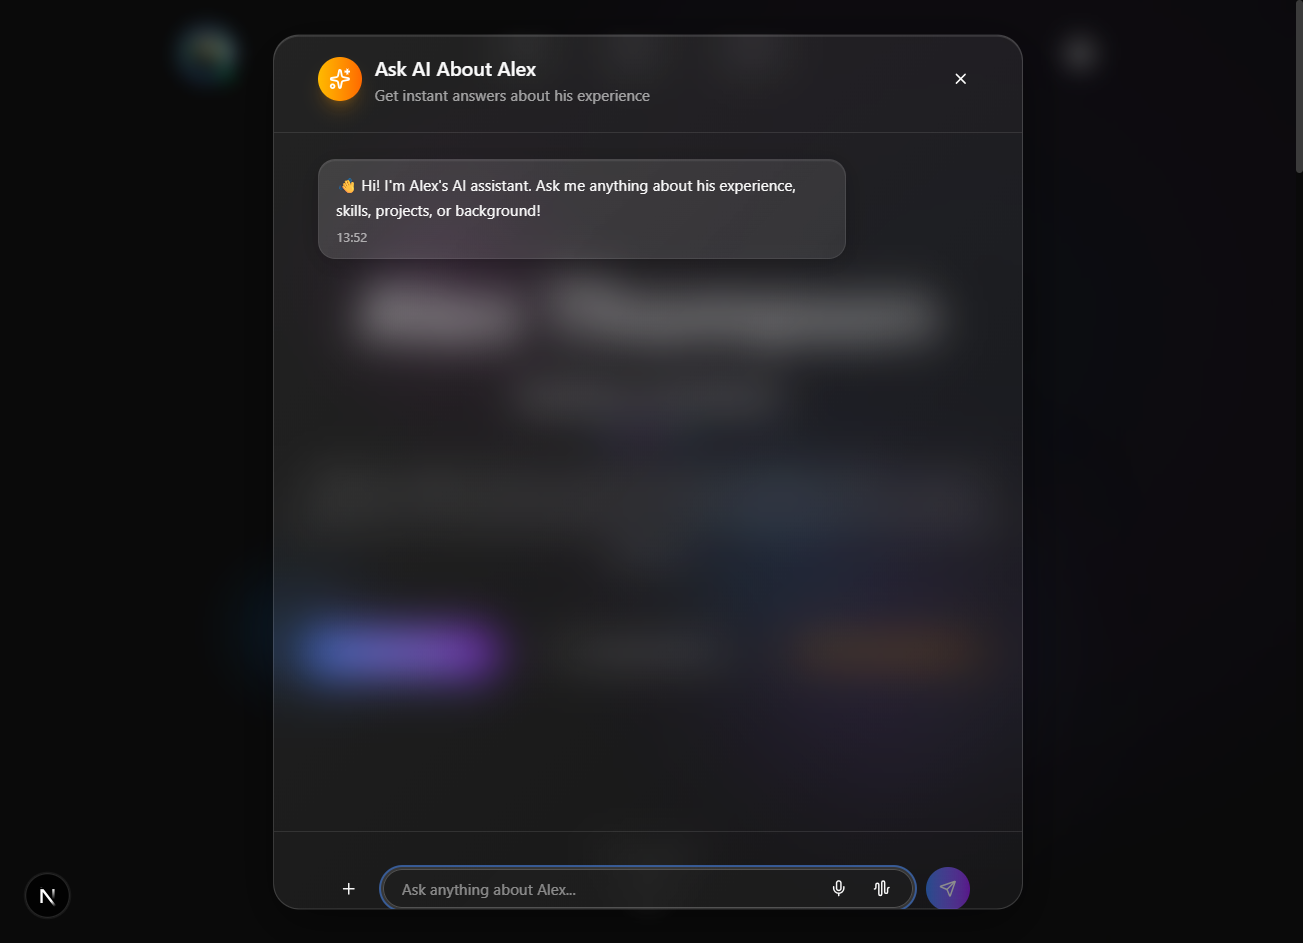 Ask AI About Alex
Get instant answers about his experience
👋 Hi! I'm Alex's AI assistant. Ask me anything about his experience,
skills, projects, or background!
13:52
Ask anything about Alex...
N